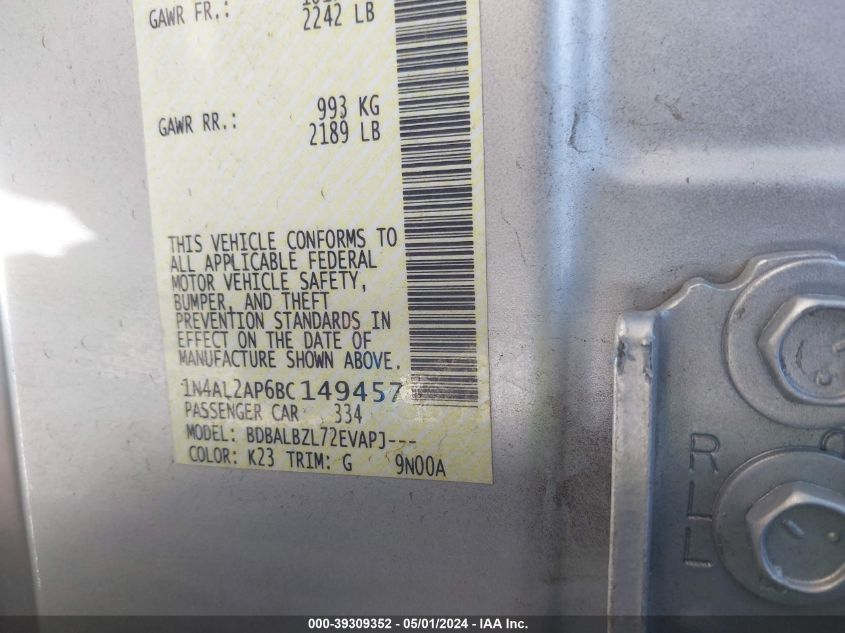 GAWR FR.:
2242 LB
GAWR RR.: 993 KG
2189 LB
THIS VEHICLE CONFORMS TO
ALL APPLICABLE FEDERAL
MOTOR VEHICLE SAFETY,
BUMPER, AND THEFT
PREVENTION STANDARDS IN
EFFECT ON THE DATE OF
MANUFACTURE SHOWN ABOVE.
1N4AL2AP6BC149457
PASSENGER CAR 334
MODEL: BDBALBZL72EVAPJ---
COLOR: K23 TRIM: G 9N00A
R
L
L
000-39309352 - 05/01/2024 - IAA Inc.